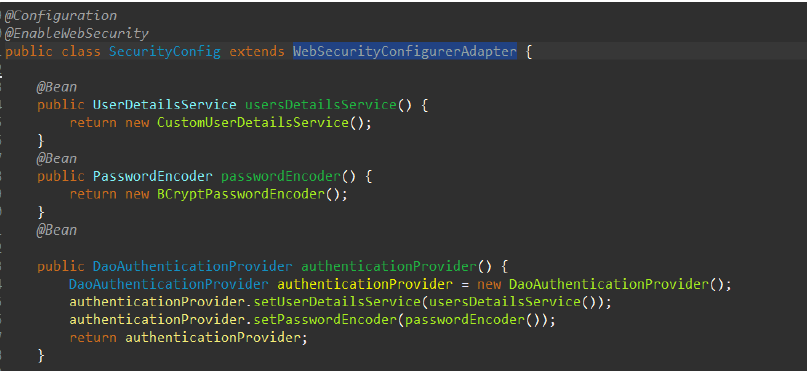 @Configuration
@EnableWebSecurity
public class SecurityConfig extends WebSecurityConfigurerAdapter {
@Bean
public UserDetailsService usersDetailsService() {
return new CustomUserDetailsService();
}
@Bean
public PasswordEncoder passwordEncoder() {
return new BCryptPasswordEncoder();
}
@Bean
public DaoAuthenticationProvider authenticationProvider() {
DaoAuthenticationProvider authenticationProvider = new DaoAuthenticationProvider();
authenticationProvider.setUserDetailsService(usersDetailsService());
authenticationProvider.setPasswordEncoder(passwordEncoder());
return authenticationProvider;
}